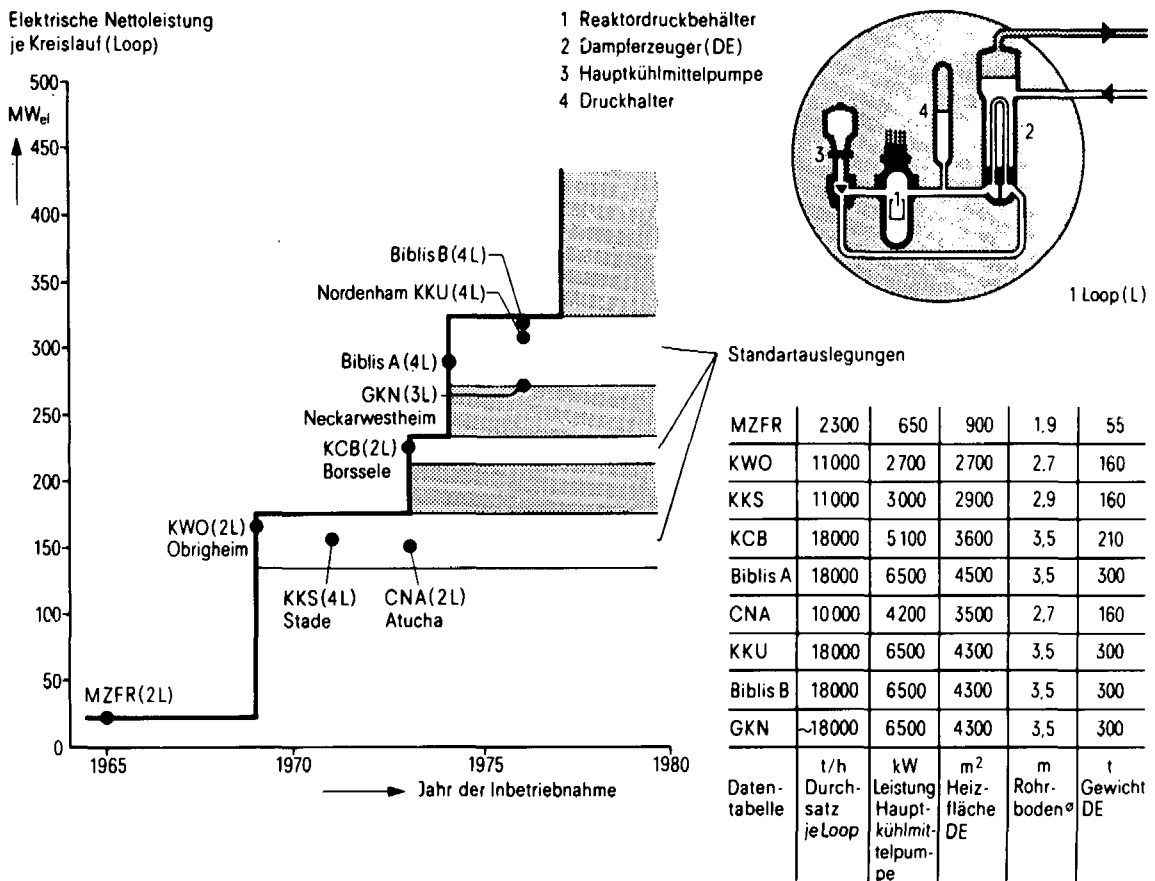 Elektrische Nettoleistung
je Kreislauf (Loop)
500
MWel
450
400
350
300
250
200
150
100
50
0
1965
1970
1975
1980
Jahr der Inbetriebnahme
Biblis B (4L)
Nordenham KKU (4L)
Biblis A (4L)
GKN (3L)
Neckarwestheim
KCB (2L)
Borssele
KWO (2L)
Obrigheim
KKS (4L)
Stade
CNA (2L)
Atucha
MZFR (2L)
Standartauslegungen
1 Reaktordruckbehälter
2 Dampferzeuger (DE)
3 Hauptkühlmittelpumpe
4 Druckhalter
3
1
4
2
1 Loop (L)
MZFR 2300 650 900 1,9 55
KWO 11000 2700 2700 2,7 160
KKS 11000 3000 2900 2,9 160
KCB 18000 5100 3600 3,5 210
Biblis A 18000 6500 4500 3,5 300
CNA 10000 4200 3500 2,7 160
KKU 18000 6500 4300 3,5 300
Biblis B 18000 6500 4300 3,5 300
GKN ~18000 6500 4300 3,5 300
Daten-
tabelle
t/h
Durch-
satz
je Loop
kW
Leistung
Haupt-
kühlmit-
telpum-
pe
m²
Heiz-
fläche
DE
m
Rohr-
boden ø
t
Gewicht
DE